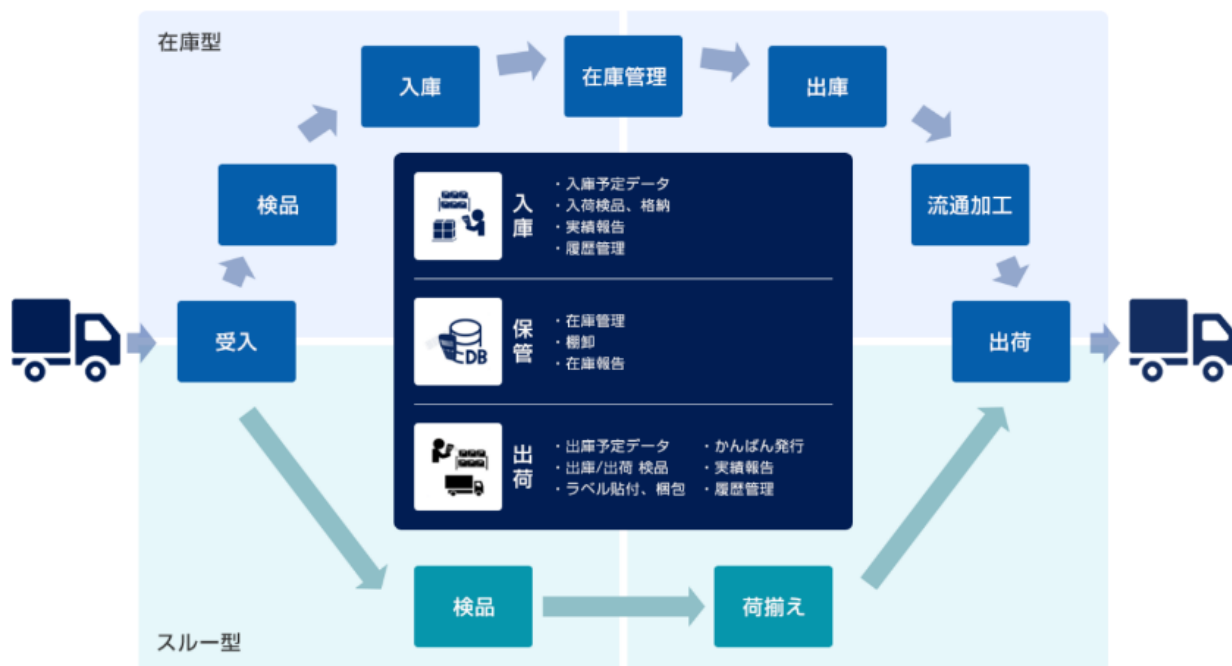 在庫型
入庫
在庫管理
出庫
検品
流通加工
受入
出荷
入庫
・入庫予定データ
・入荷検品、格納
・実績報告
・履歴管理
保管
DB
・在庫管理
・棚卸
・在庫報告
出荷
・出庫予定データ
・出庫/出荷 検品
・ラベル貼付、梱包
・かんばん発行
・実績報告
・履歴管理
検品
荷揃え
スルー型